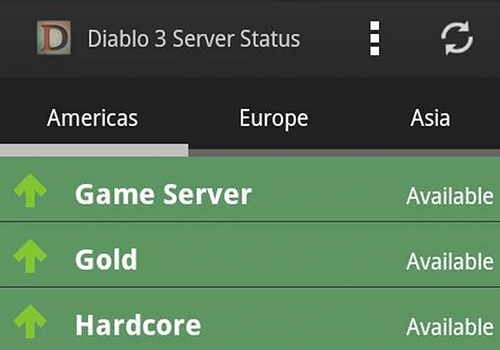 D Diablo 3 Server Status
Americas Europe Asia
Game Server Available
Gold Available
Hardcore Available